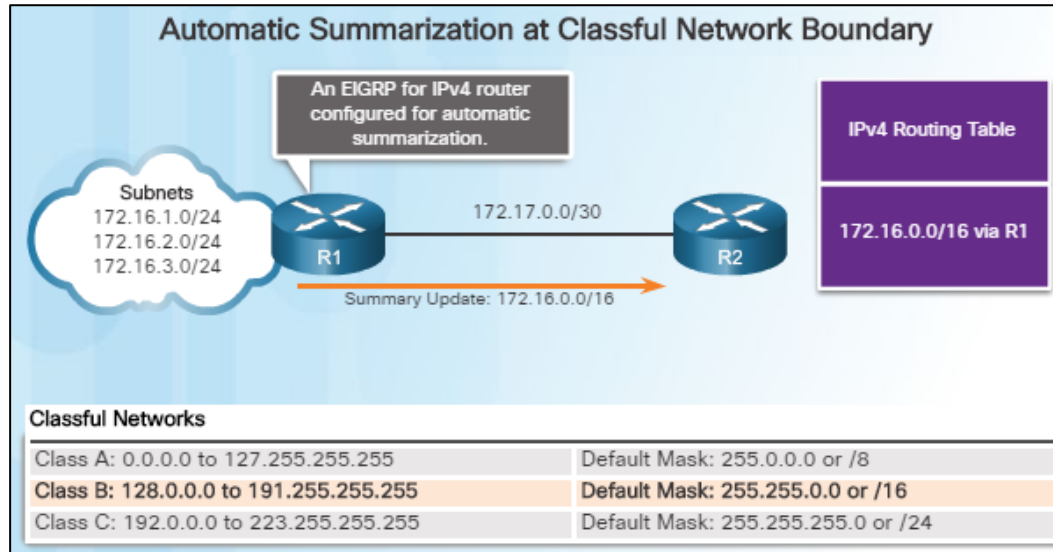 Automatic Summarization at Classful Network Boundary
An EIGRP for IPv4 router
configured for automatic
summarization.
Subnets
172.16.1.0/24
172.16.2.0/24
172.16.3.0/24
R1
172.17.0.0/30
R2
Summary Update: 172.16.0.0/16
IPv4 Routing Table
172.16.0.0/16 via R1
Classful Networks
Class A: 0.0.0.0 to 127.255.255.255 Default Mask: 255.0.0.0 or /8
Class B: 128.0.0.0 to 191.255.255.255 Default Mask: 255.255.0.0 or /16
Class C: 192.0.0.0 to 223.255.255.255 Default Mask: 255.255.255.0 or /24